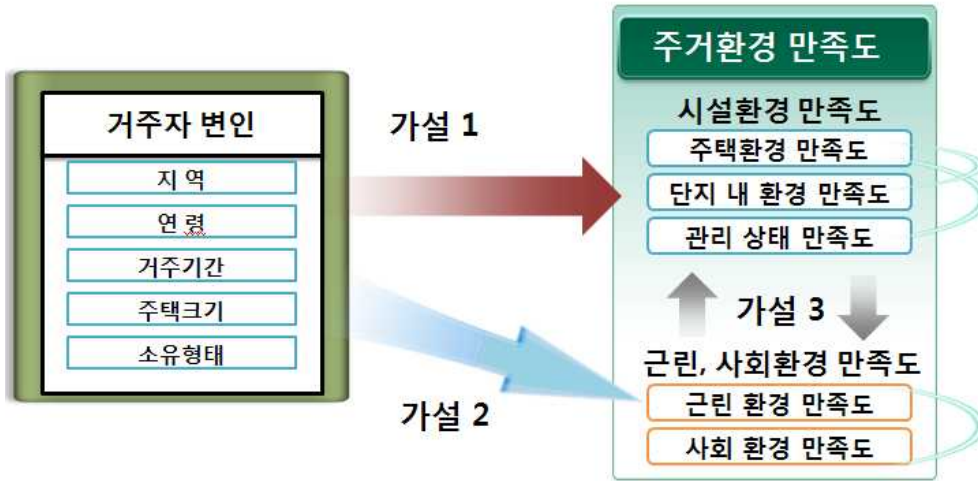 거주자 변인
지 역
연 령
거주기간
주택크기
소유형태
가설 1
가설 2
주거환경 만족도
시설환경 만족도
주택환경 만족도
단지 내 환경 만족도
관리 상태 만족도
가설 3
근린, 사회환경 만족도
근린 환경 만족도
사회 환경 만족도